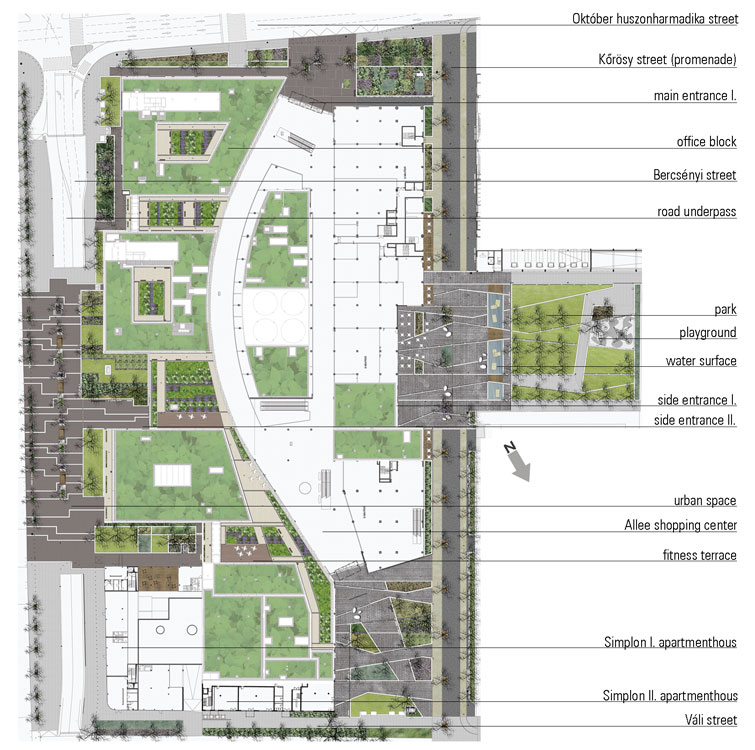 Október huszonharmadika street
Kőrösy street (promenade)
main entrance I.
office block
Bercsényi street
road underpass
park
playground
water surface
side entrance I.
side entrance II.
N
urban space
Allee shopping center
fitness terrace
Simplon I. apartmenthous
Simplon II. apartmenthous
Váli street